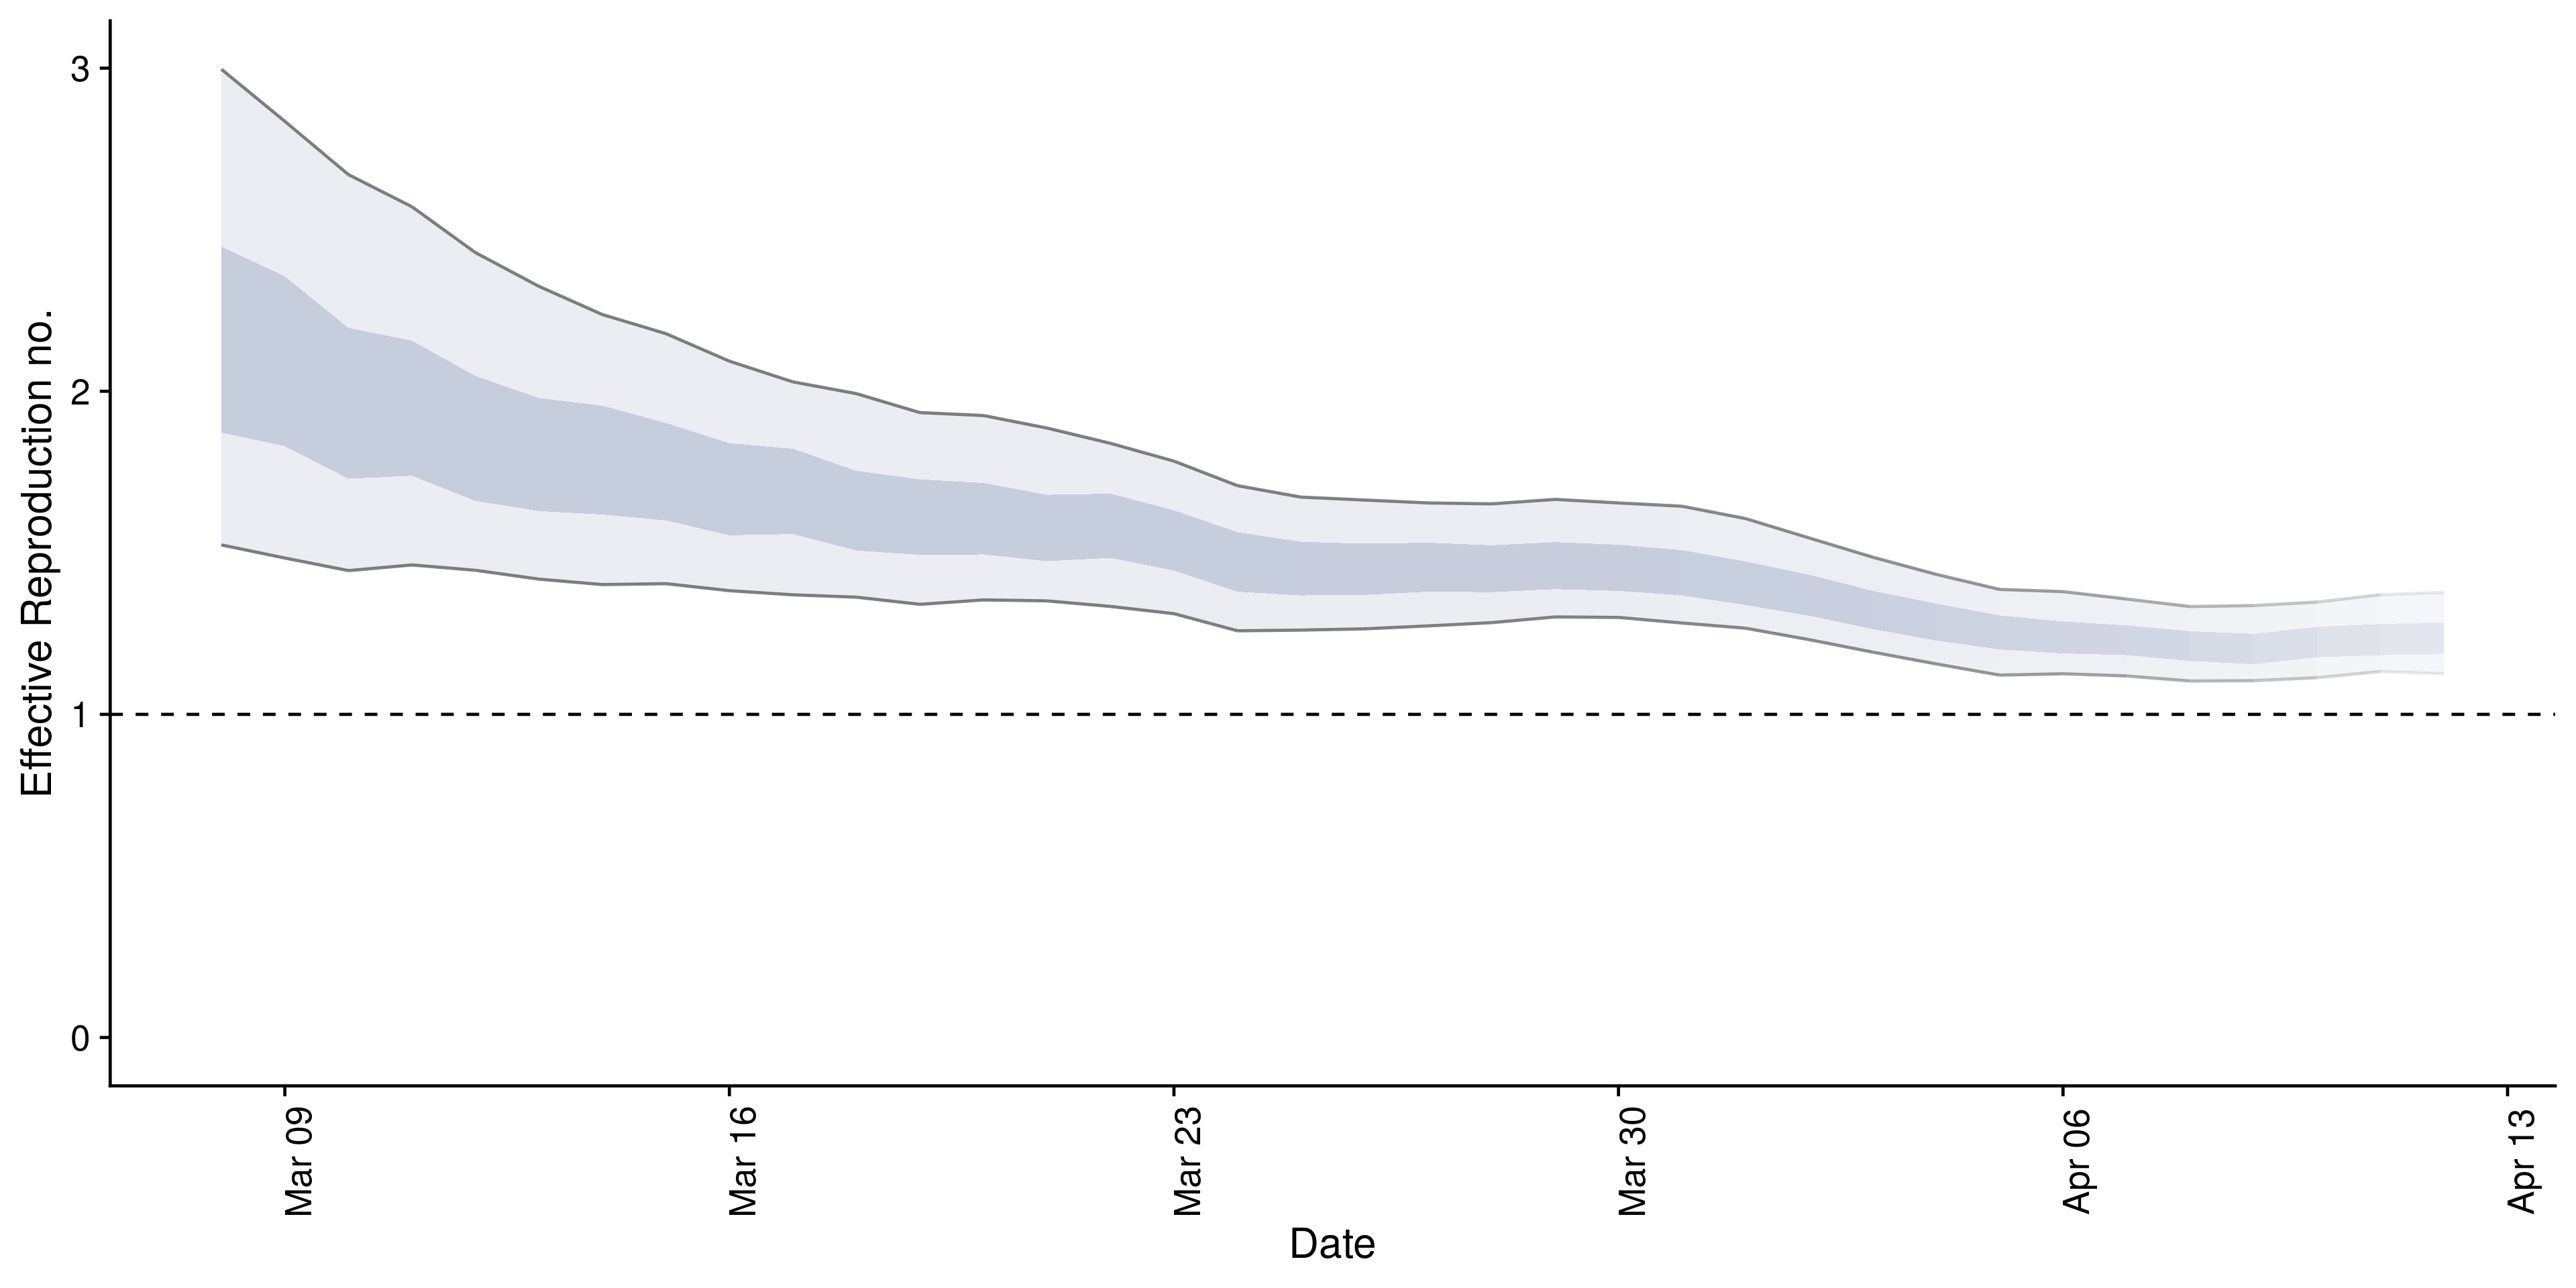 Effective Reproduction no.
3
2
1
0
Mar 09
Mar 16
Mar 23
Mar 30
Apr 06
Apr 13
Date